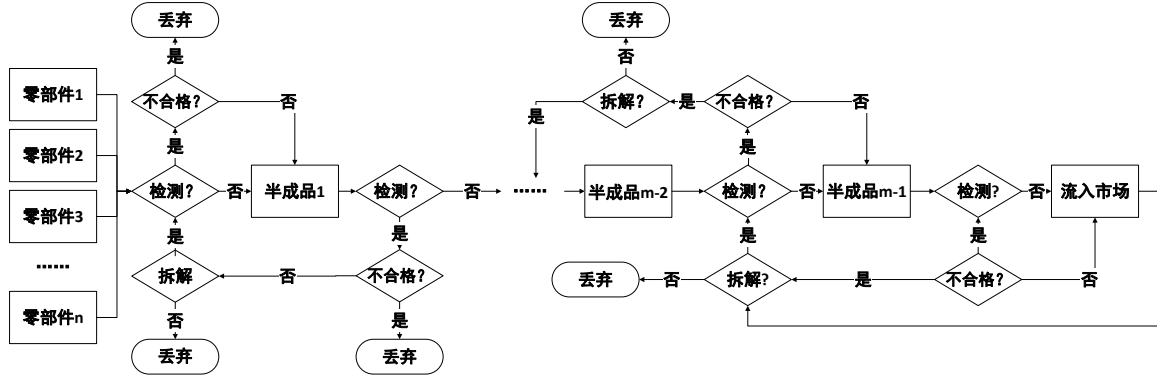 零部件1
零部件2
零部件3
······
零部件n
丢弃
是
不合格？
否
是
检测？
否
半成品1
检测？
否
是
拆解
否
不合格？
否
是
丢弃
是
丢弃
丢弃
否
拆解？
是
不合格？
否
是
是
······
半成品m-2
检测？
否
半成品m-1
检测?
否
流入市场
是
是
丢弃
否
拆解?
是
不合格？
否